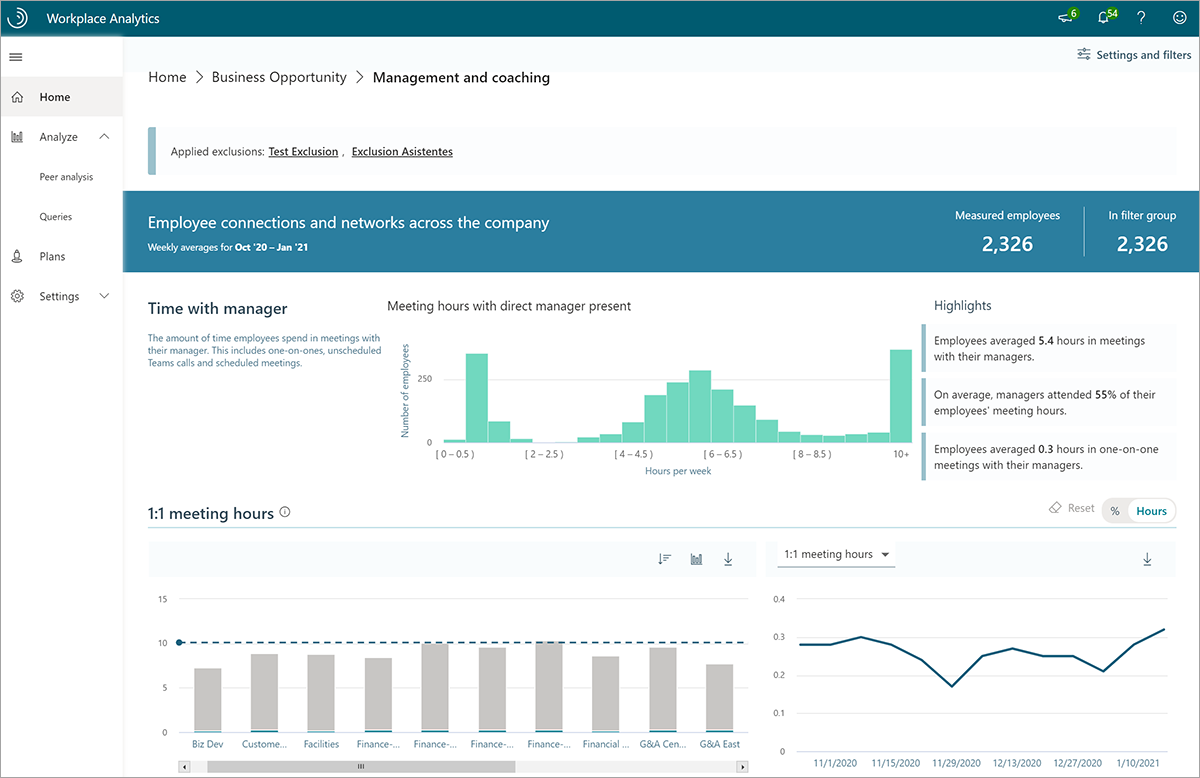 Workplace Analytics
6
54
?
Settings and filters
Home > Business Opportunity > Management and coaching
Home
Analyze
Peer analysis
Queries
Plans
Settings
Applied exclusions: Test Exclusion , Exclusion Asistentes
Employee connections and networks across the company
Weekly averages for Oct '20 – Jan '21
Measured employees
2,326
In filter group
2,326
Time with manager
The amount of time employees spend in meetings with
their manager. This includes one-on-ones, unscheduled
Teams calls and scheduled meetings.
Meeting hours with direct manager present
Number of employees
250
0
[ 0 – 0.5 ) [ 2 – 2.5 ) [ 4 – 4.5 ) [ 6 – 6.5 ) [ 8 – 8.5 ) 10+
Hours per week
Highlights
Employees averaged 5.4 hours in meetings
with their managers.
On average, managers attended 55% of their
employees' meeting hours.
Employees averaged 0.3 hours in one-on-one
meetings with their managers.
1:1 meeting hours
Reset
% Hours
15
10
5
0
Biz Dev Custome... Facilities Finance-... Finance-... Finance-... Finance-... Financial ... G&A Cen... G&A East
1:1 meeting hours
0.4
0.3
0.2
0.1
0
11/1/2020 11/15/2020 11/29/2020 12/13/2020 12/27/2020 1/10/2021